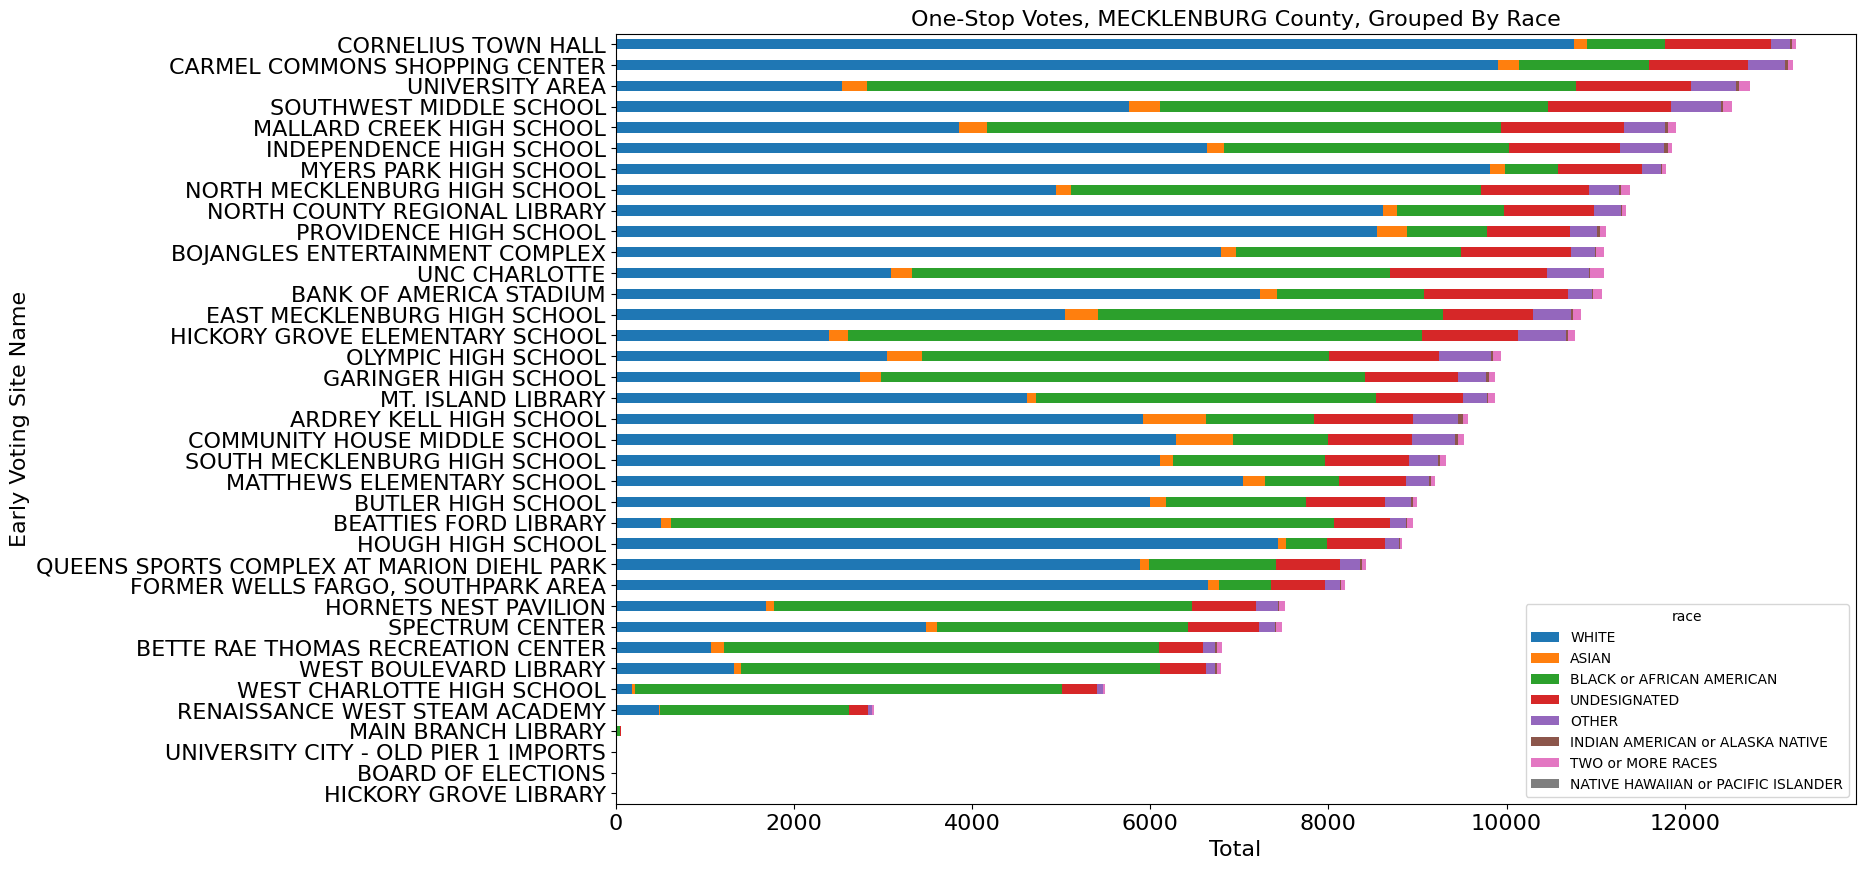 One-Stop Votes, MECKLENBURG County, Grouped By Race
Early Voting Site Name
CORNELIUS TOWN HALL
CARMEL COMMONS SHOPPING CENTER
UNIVERSITY AREA
SOUTHWEST MIDDLE SCHOOL
MALLARD CREEK HIGH SCHOOL
INDEPENDENCE HIGH SCHOOL
MYERS PARK HIGH SCHOOL
NORTH MECKLENBURG HIGH SCHOOL
NORTH COUNTY REGIONAL LIBRARY
PROVIDENCE HIGH SCHOOL
BOJANGLES ENTERTAINMENT COMPLEX
UNC CHARLOTTE
BANK OF AMERICA STADIUM
EAST MECKLENBURG HIGH SCHOOL
HICKORY GROVE ELEMENTARY SCHOOL
OLYMPIC HIGH SCHOOL
GARINGER HIGH SCHOOL
MT. ISLAND LIBRARY
ARDREY KELL HIGH SCHOOL
COMMUNITY HOUSE MIDDLE SCHOOL
SOUTH MECKLENBURG HIGH SCHOOL
MATTHEWS ELEMENTARY SCHOOL
BUTLER HIGH SCHOOL
BEATTIES FORD LIBRARY
HOUGH HIGH SCHOOL
QUEENS SPORTS COMPLEX AT MARION DIEHL PARK
FORMER WELLS FARGO, SOUTHPARK AREA
HORNETS NEST PAVILION
SPECTRUM CENTER
BETTE RAE THOMAS RECREATION CENTER
WEST BOULEVARD LIBRARY
WEST CHARLOTTE HIGH SCHOOL
RENAISSANCE WEST STEAM ACADEMY
MAIN BRANCH LIBRARY
UNIVERSITY CITY - OLD PIER 1 IMPORTS
BOARD OF ELECTIONS
HICKORY GROVE LIBRARY
race
WHITE
ASIAN
BLACK or AFRICAN AMERICAN
UNDESIGNATED
OTHER
INDIAN AMERICAN or ALASKA NATIVE
TWO or MORE RACES
NATIVE HAWAIIAN or PACIFIC ISLANDER
0 2000 4000 6000 8000 10000 12000
Total